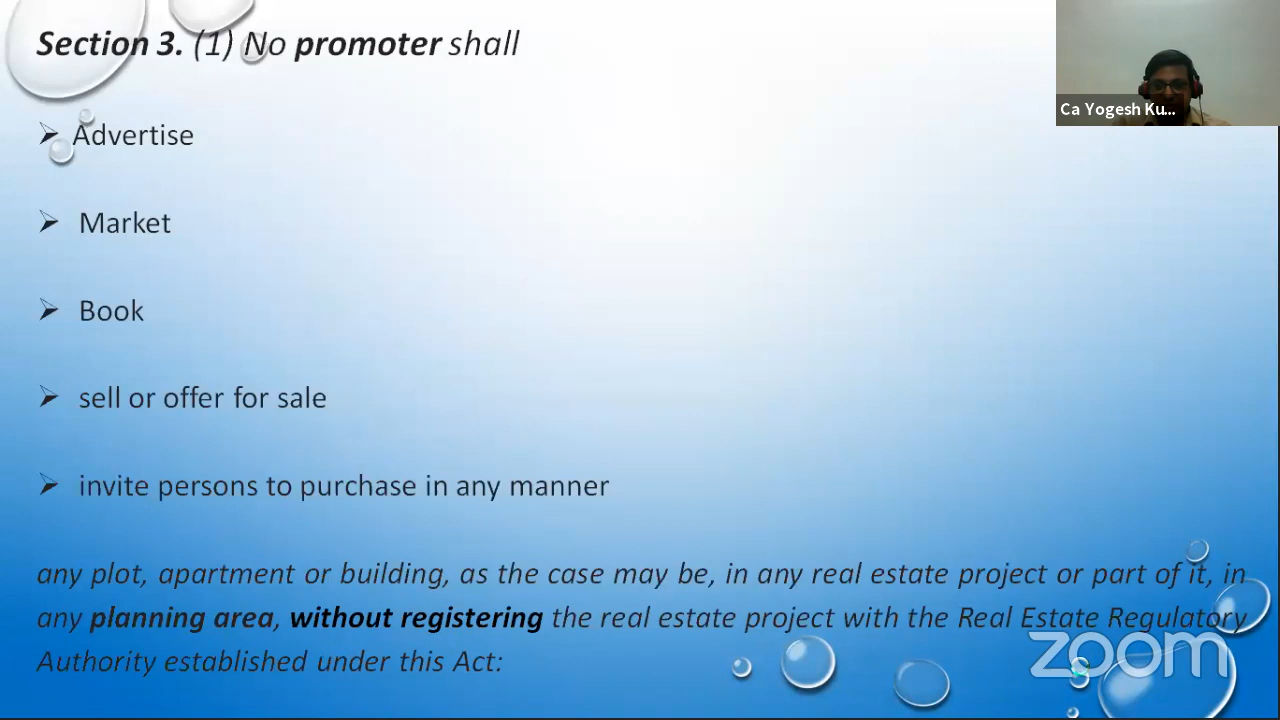 Section 3. (1) No promoter shall
Ca Yogesh Ku...
➢ Advertise
➢ Market
➢ Book
➢ sell or offer for sale
➢ invite persons to purchase in any manner
any plot, apartment or building, as the case may be, in any real estate project or part of it, in
any planning area, without registering the real estate project with the Real Estate Regulatory
Authority established under this Act:
zoom